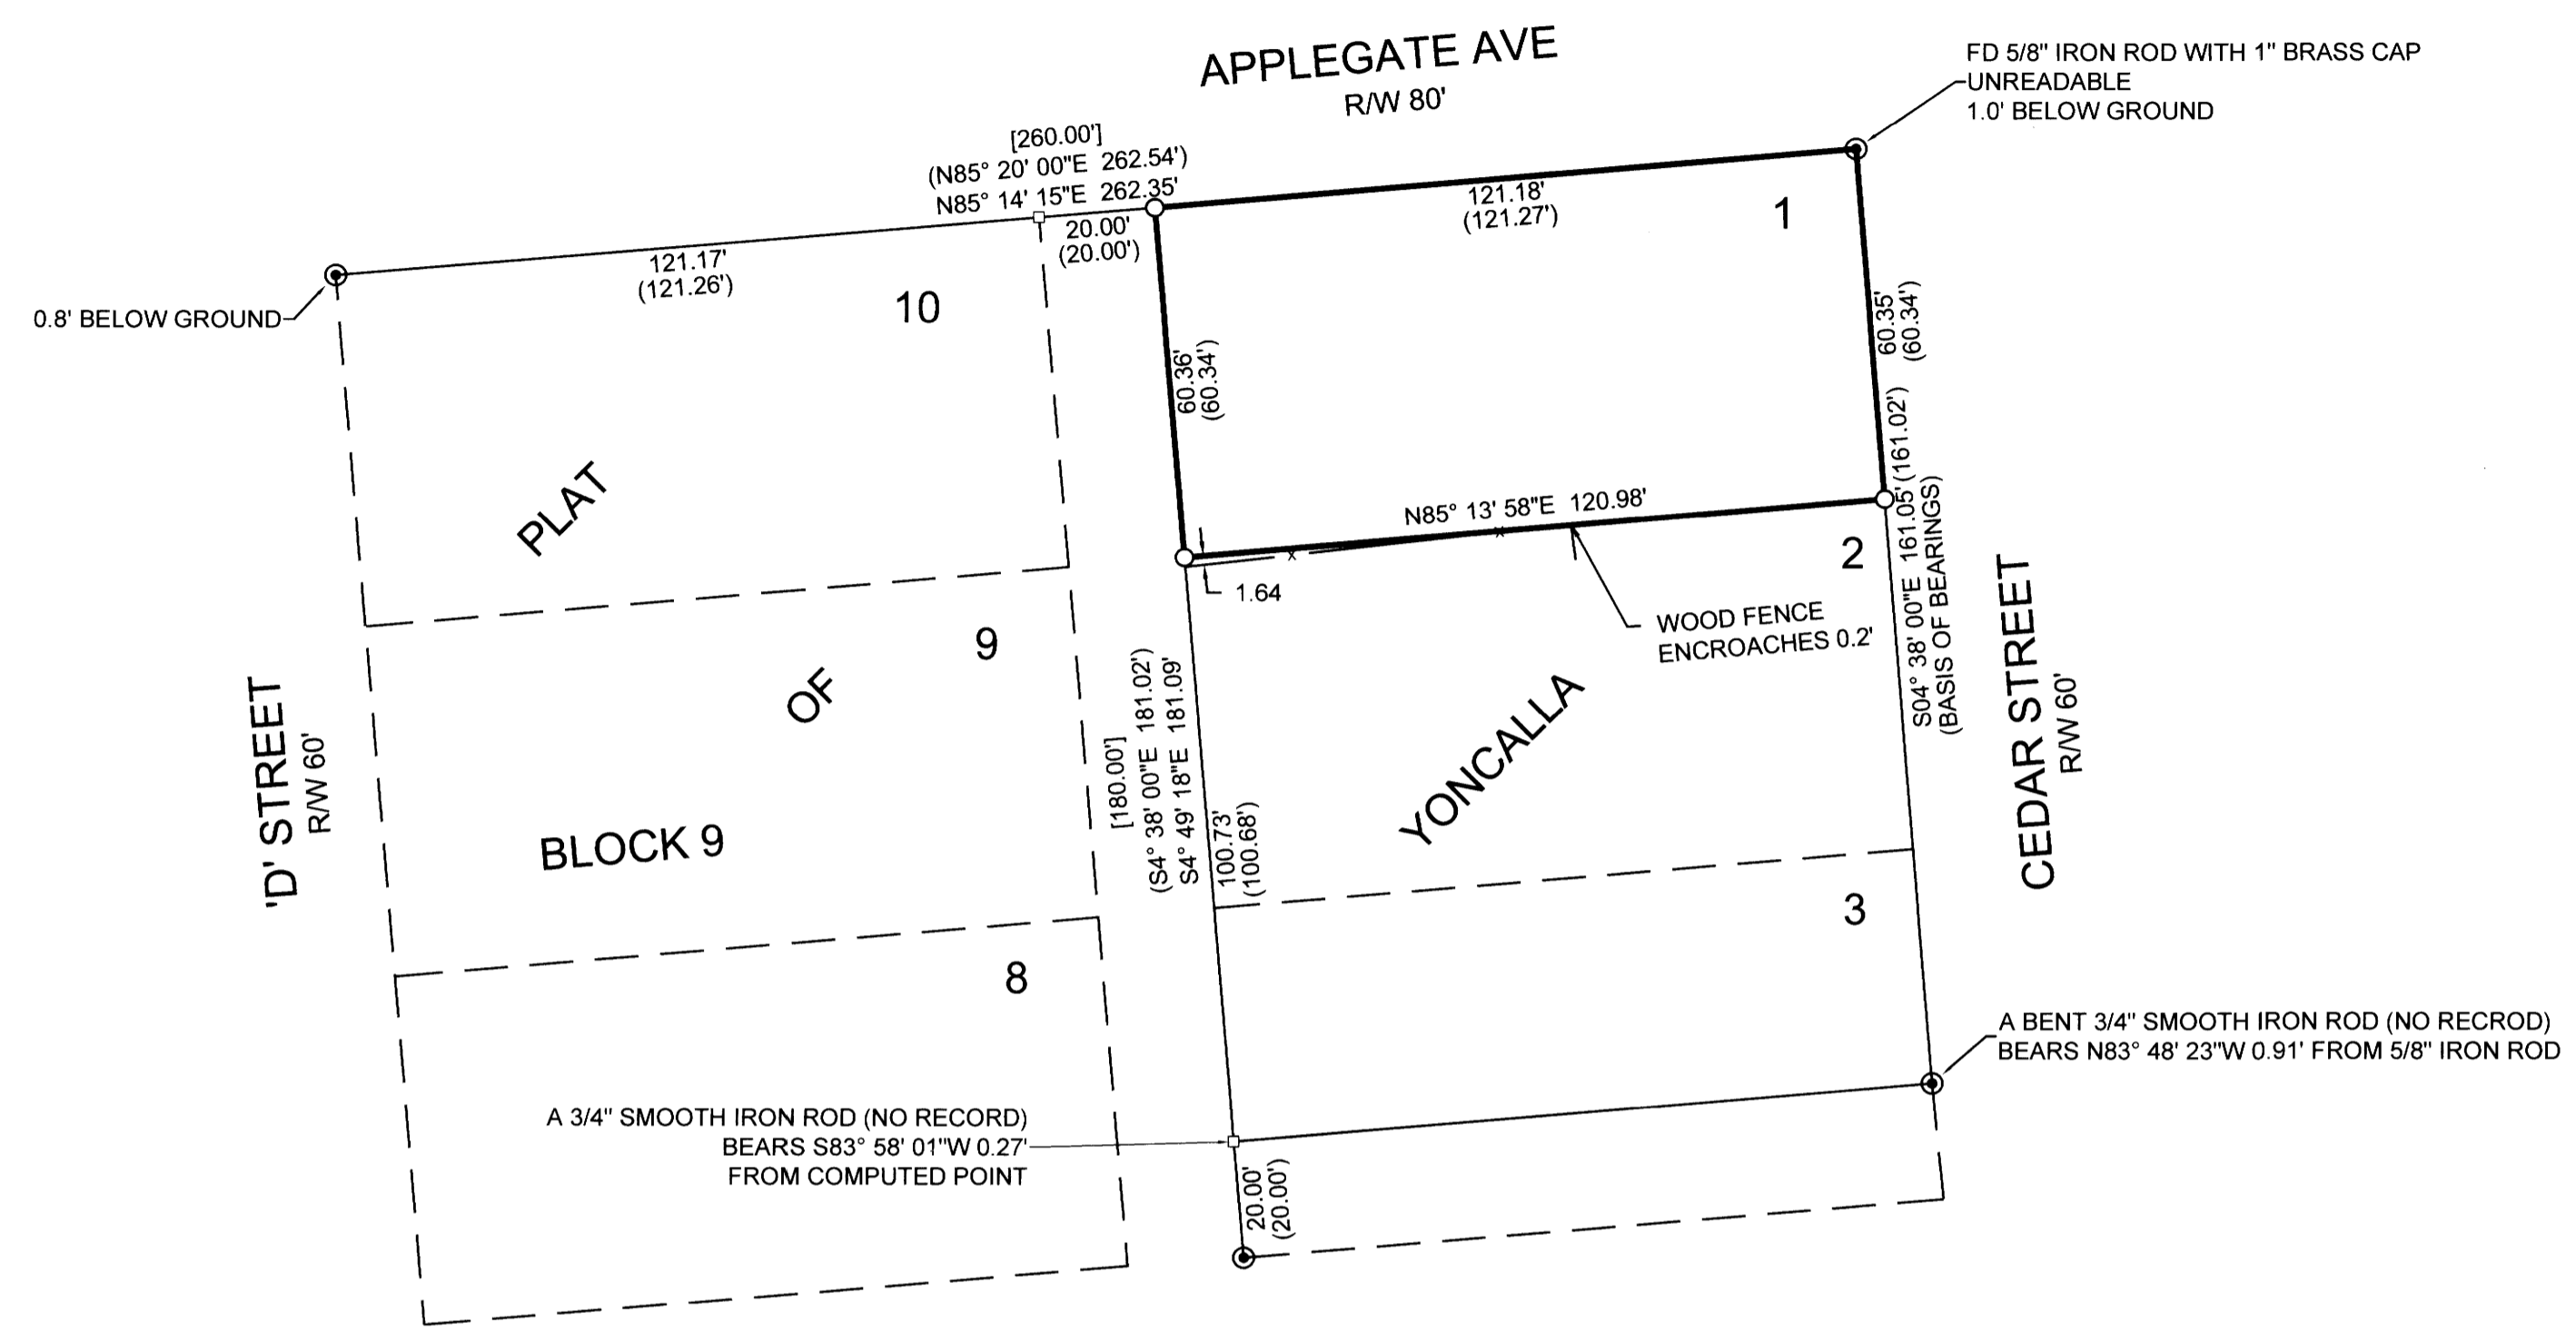 APPLEGATE AVE
R/W 80'
FD 5/8" IRON ROD WITH 1" BRASS CAP
UNREADABLE
1.0' BELOW GROUND
[260.00']
(N85° 20' 00"E 262.54')
N85° 14' 15"E 262.35'
20.00'
(20.00')
121.18'
(121.27')
1
121.17'
(121.26')
10
0.8' BELOW GROUND
60.36'
(60.34')
60.35'
(60.34')
PLAT
N85° 13' 58"E 120.98'
x
x
1.64
2
WOOD FENCE
ENCROACHES 0.2'
S04° 38' 00"E 161.05' (161.02')
(BASIS OF BEARINGS)
CEDAR STREET
R/W 60'
9
OF
'D' STREET
R/W 60'
BLOCK 9
[180.00']
(S4° 38' 00"E 181.02')
S4° 49' 18"E 181.09'
100.73'
(100.68')
YONCALLA
3
8
A BENT 3/4" SMOOTH IRON ROD (NO RECROD)
BEARS N83° 48' 23"W 0.91' FROM 5/8" IRON ROD
A 3/4" SMOOTH IRON ROD (NO RECORD)
BEARS S83° 58' 01"W 0.27'
FROM COMPUTED POINT
20.00'
(20.00')